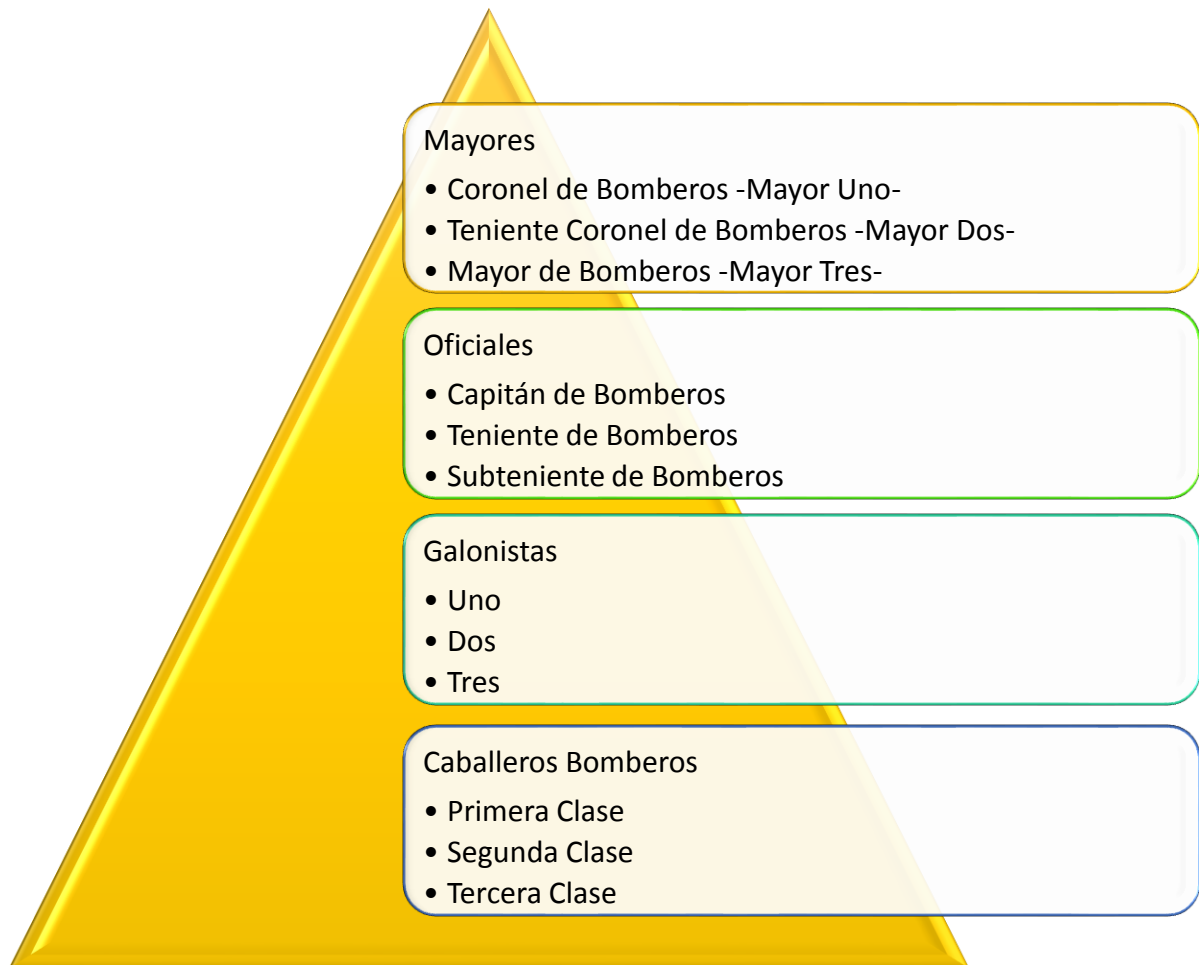 Mayores
• Coronel de Bomberos -Mayor Uno-
• Teniente Coronel de Bomberos -Mayor Dos-
• Mayor de Bomberos -Mayor Tres-
Oficiales
• Capitán de Bomberos
• Teniente de Bomberos
• Subteniente de Bomberos
Galonistas
• Uno
• Dos
• Tres
Caballeros Bomberos
• Primera Clase
• Segunda Clase
• Tercera Clase